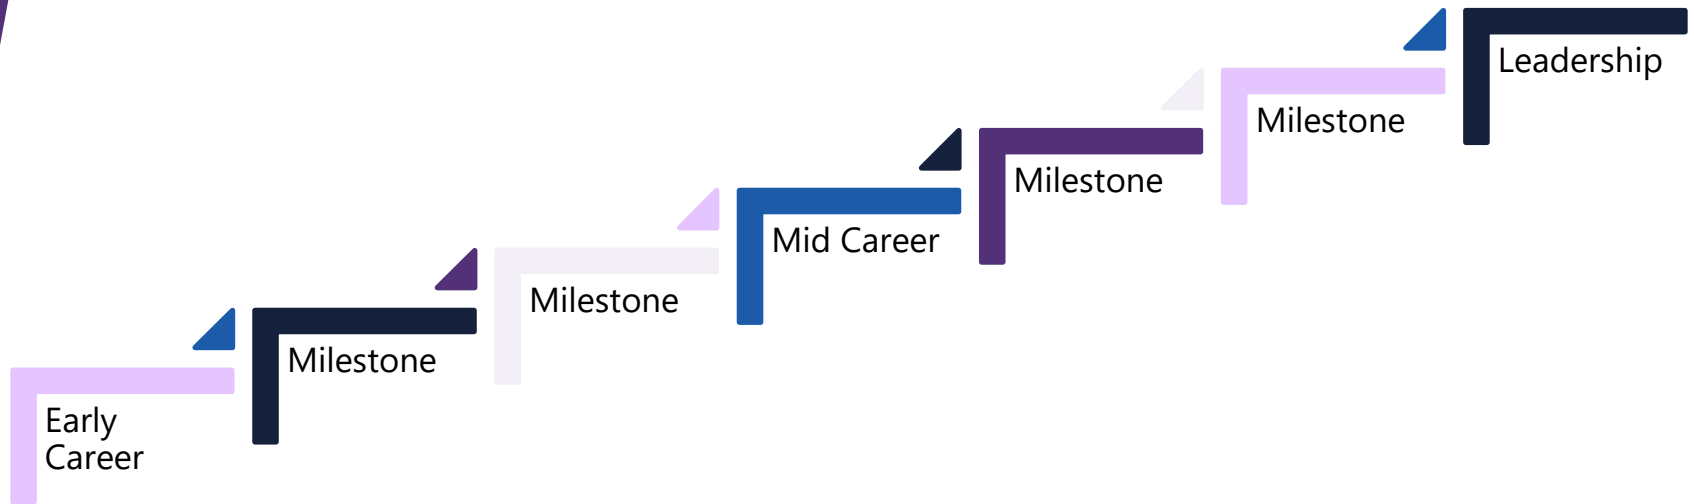 Early
Career
Milestone
Milestone
Mid Career
Milestone
Milestone
Leadership